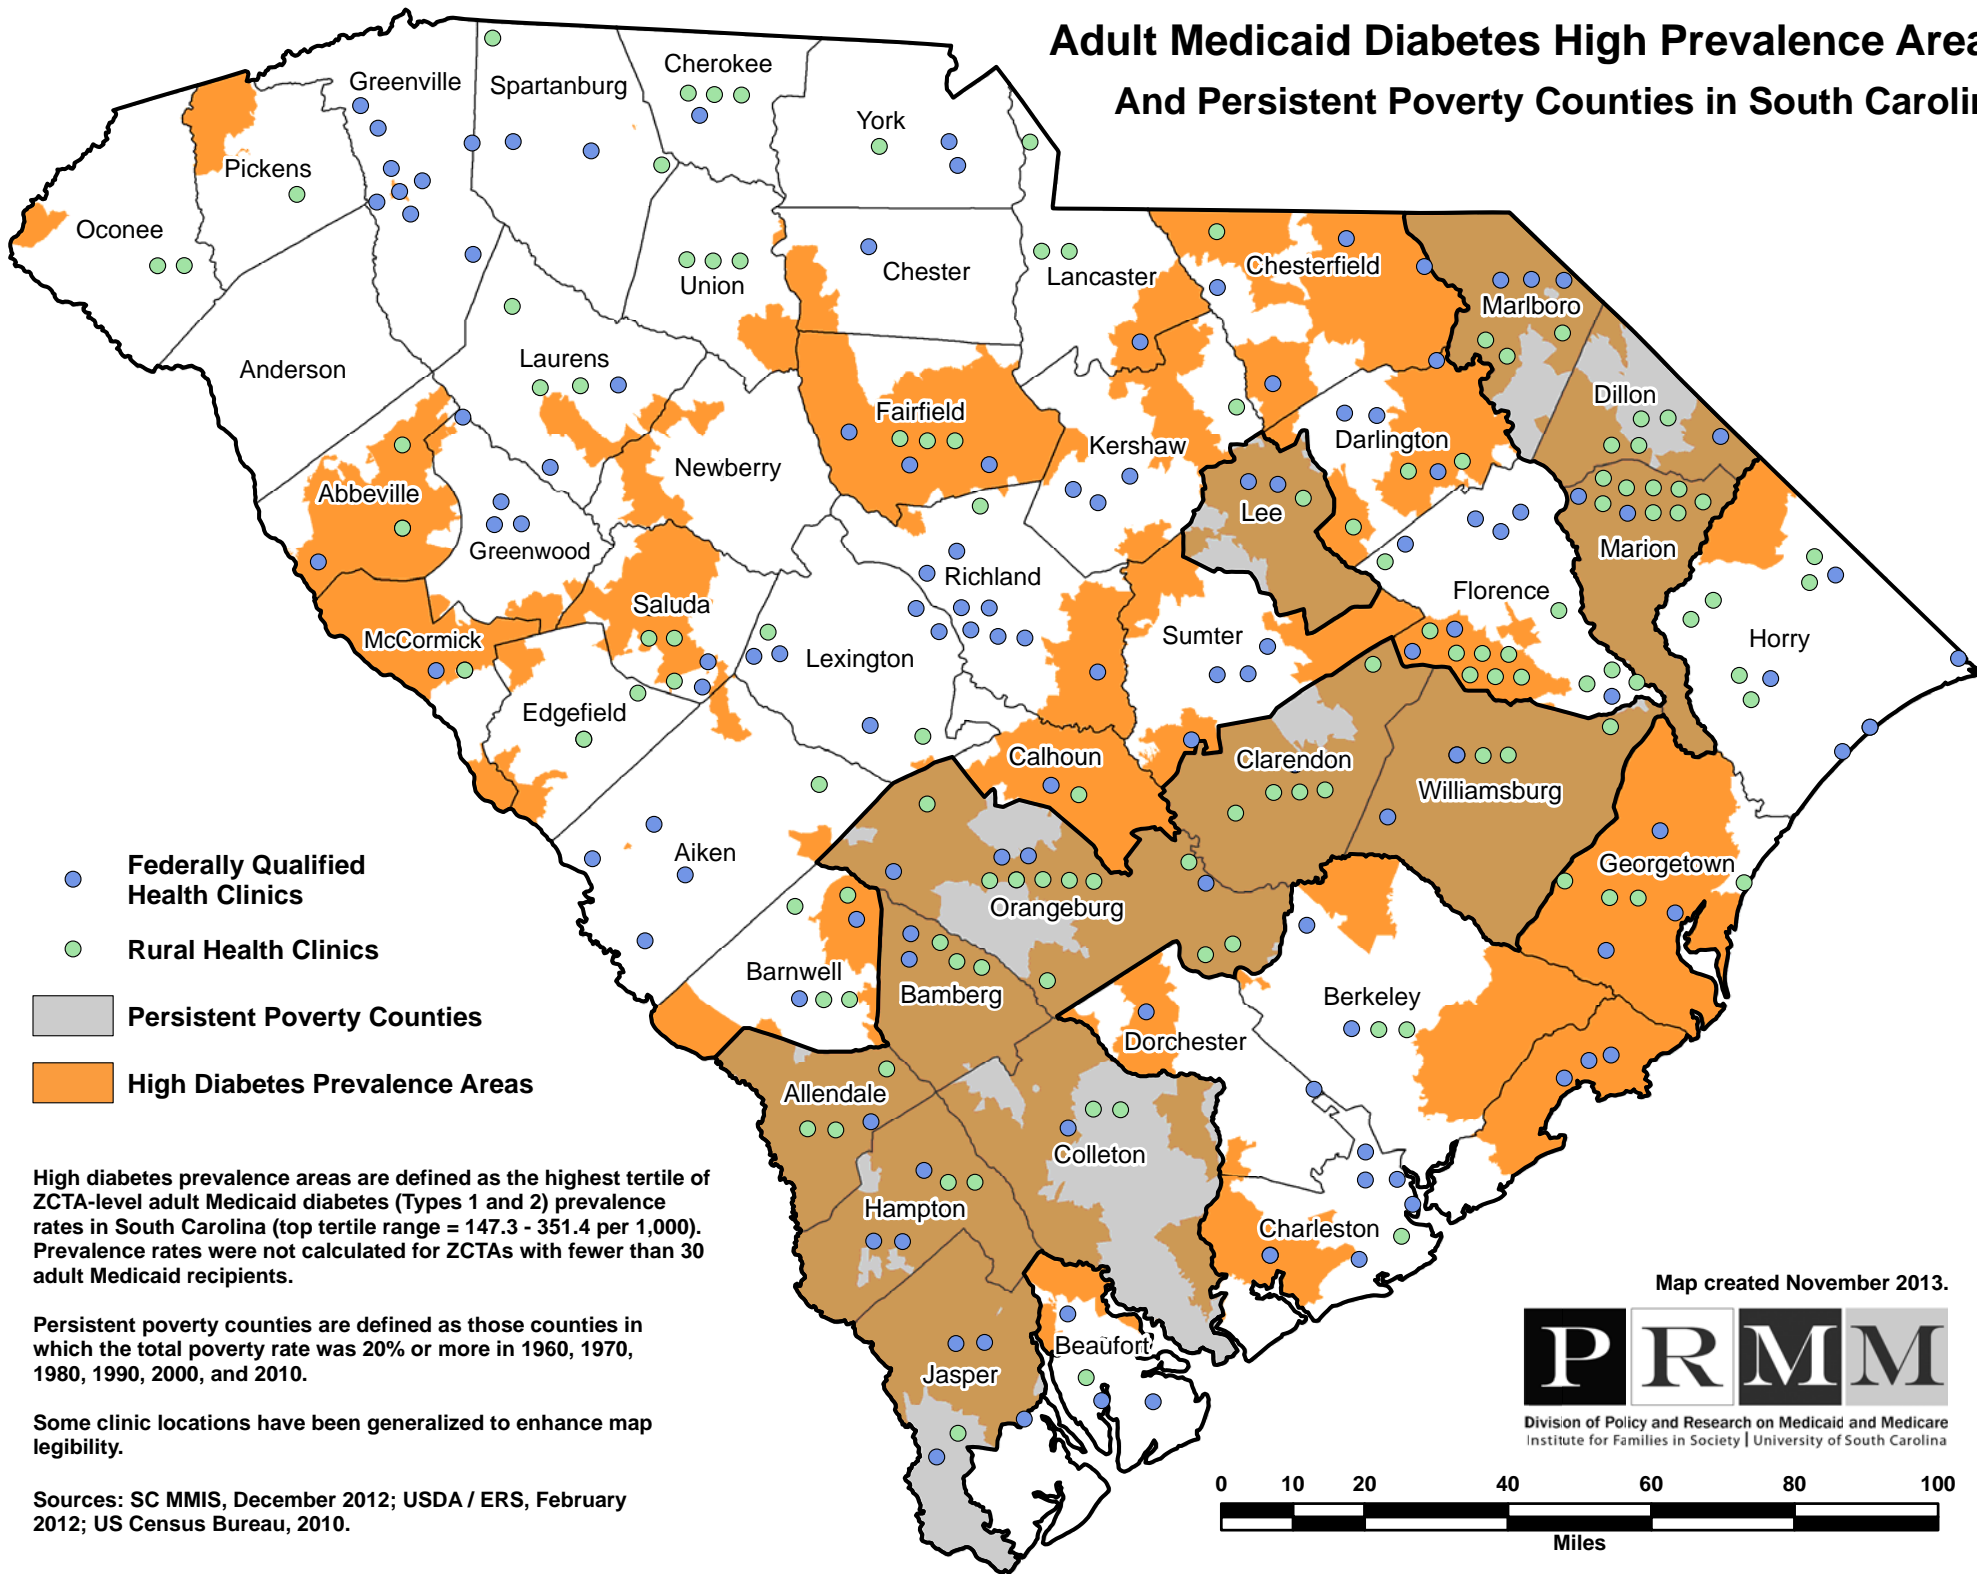 Adult Medicaid Diabetes High Prevalence Area
And Persistent Poverty Counties in South Carolin
Greenville
Spartanburg
Cherokee
York
Pickens
Oconee
Union
Chester
Lancaster
Chesterfield
Marlboro
Anderson
Laurens
Dillon
Fairfield
Kershaw
Darlington
Newberry
Abbeville
Lee
Greenwood
Marion
Richland
Florence
Saluda
McCormick
Sumter
Horry
Lexington
Edgefield
Calhoun
Clarendon
Williamsburg
Aiken
Georgetown
Orangeburg
Barnwell
Bamberg
Berkeley
Dorchester
Allendale
Colleton
Hampton
Charleston
Beaufort
Jasper
Federally Qualified
Health Clinics
Rural Health Clinics
Persistent Poverty Counties
High Diabetes Prevalence Areas
High diabetes prevalence areas are defined as the highest tertile of
ZCTA-level adult Medicaid diabetes (Types 1 and 2) prevalence
rates in South Carolina (top tertile range = 147.3 - 351.4 per 1,000).
Prevalence rates were not calculated for ZCTAs with fewer than 30
adult Medicaid recipients.
Persistent poverty counties are defined as those counties in
which the total poverty rate was 20% or more in 1960, 1970,
1980, 1990, 2000, and 2010.
Some clinic locations have been generalized to enhance map
legibility.
Sources: SC MMIS, December 2012; USDA / ERS, February
2012; US Census Bureau, 2010.
Map created November 2013.
PRMM
Division of Policy and Research on Medicaid and Medicare
Institute for Families in Society | University of South Carolina
0 10 20 40 60 80 100
Miles